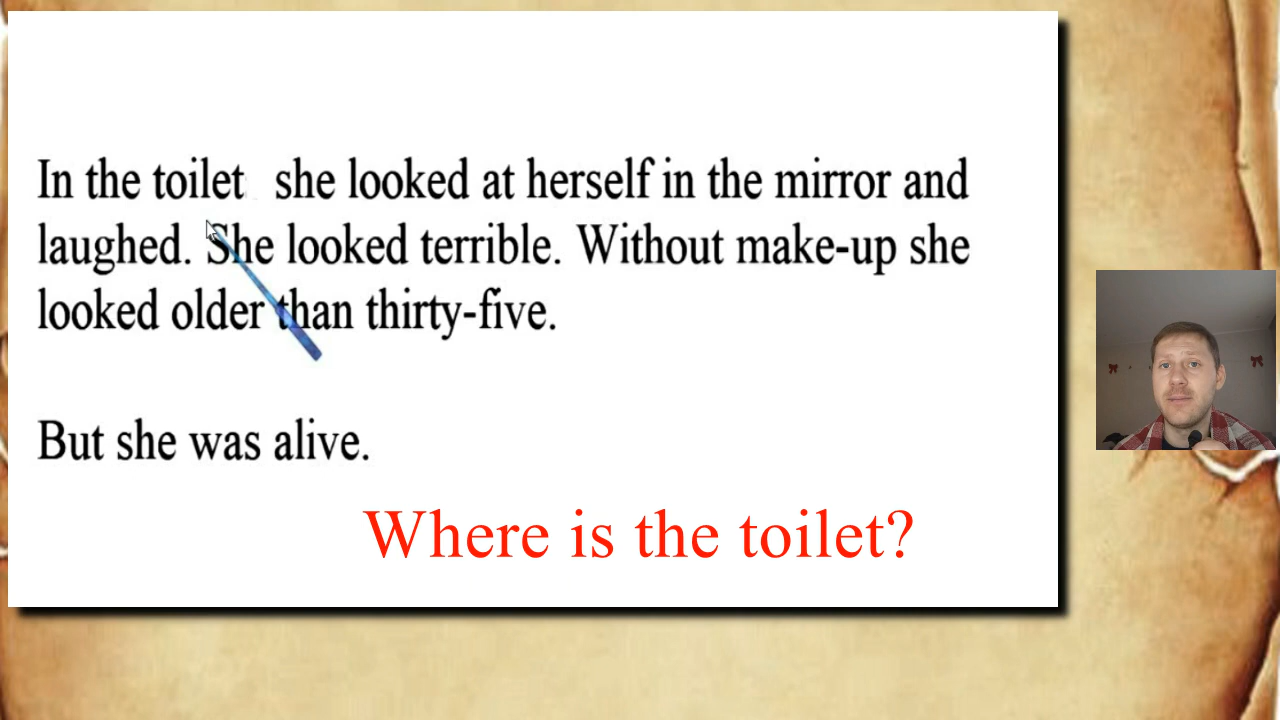 In the toilet she looked at herself in the mirror and
laughed. She looked terrible. Without make-up she
looked older than thirty-five.
But she was alive.
Where is the toilet?